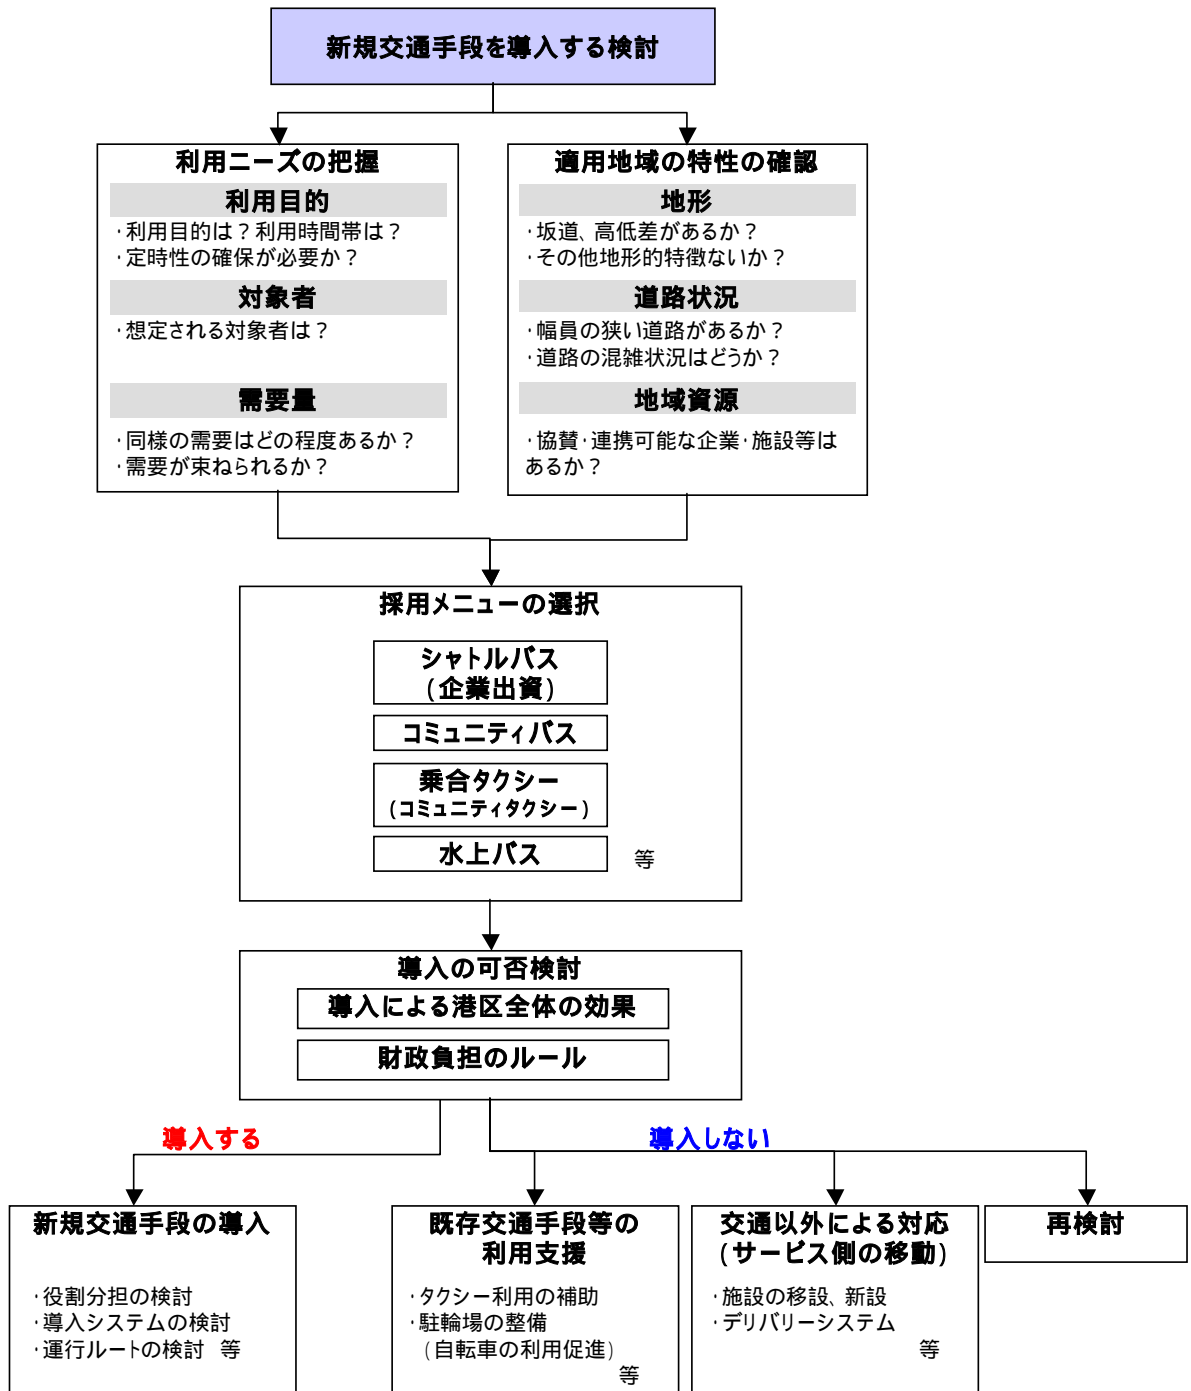 新規交通手段を導入する検討
利用ニーズの把握
利用目的
・利用目的は？利用時間帯は？
・定時性の確保が必要か？
対象者
・想定される対象者は？
需要量
・同様の需要はどの程度あるか？
・需要が束ねられるか？
適用地域の特性の確認
地形
・坂道、高低差があるか？
・その他地形的特徴ないか？
道路状況
・幅員の狭い道路があるか？
・道路の混雑状況はどうか？
地域資源
・協賛・連携可能な企業・施設等は
あるか？
採用メニューの選択
シャトルバス
(企業出資)
コミュニティバス
乗合タクシー
(コミュニティタクシー)
水上バス
等
導入の可否検討
導入による港区全体の効果
財政負担のルール
導入する
導入しない
新規交通手段の導入
・役割分担の検討
・導入システムの検討
・運行ルートの検討 等
既存交通手段等の
利用支援
・タクシー利用の補助
・駐輪場の整備
(自転車の利用促進)
等
交通以外による対応
(サービス側の移動)
・施設の移設、新設
・デリバリーシステム
等
再検討